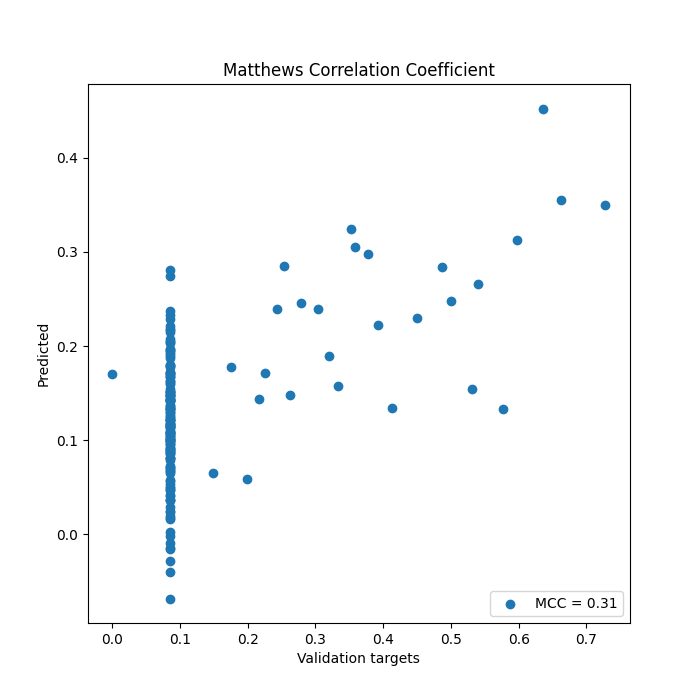 Matthews Correlation Coefficient
Predicted
0.4
0.3
0.2
0.1
0.0
MCC = 0.31
0.0 0.1 0.2 0.3 0.4 0.5 0.6 0.7
Validation targets